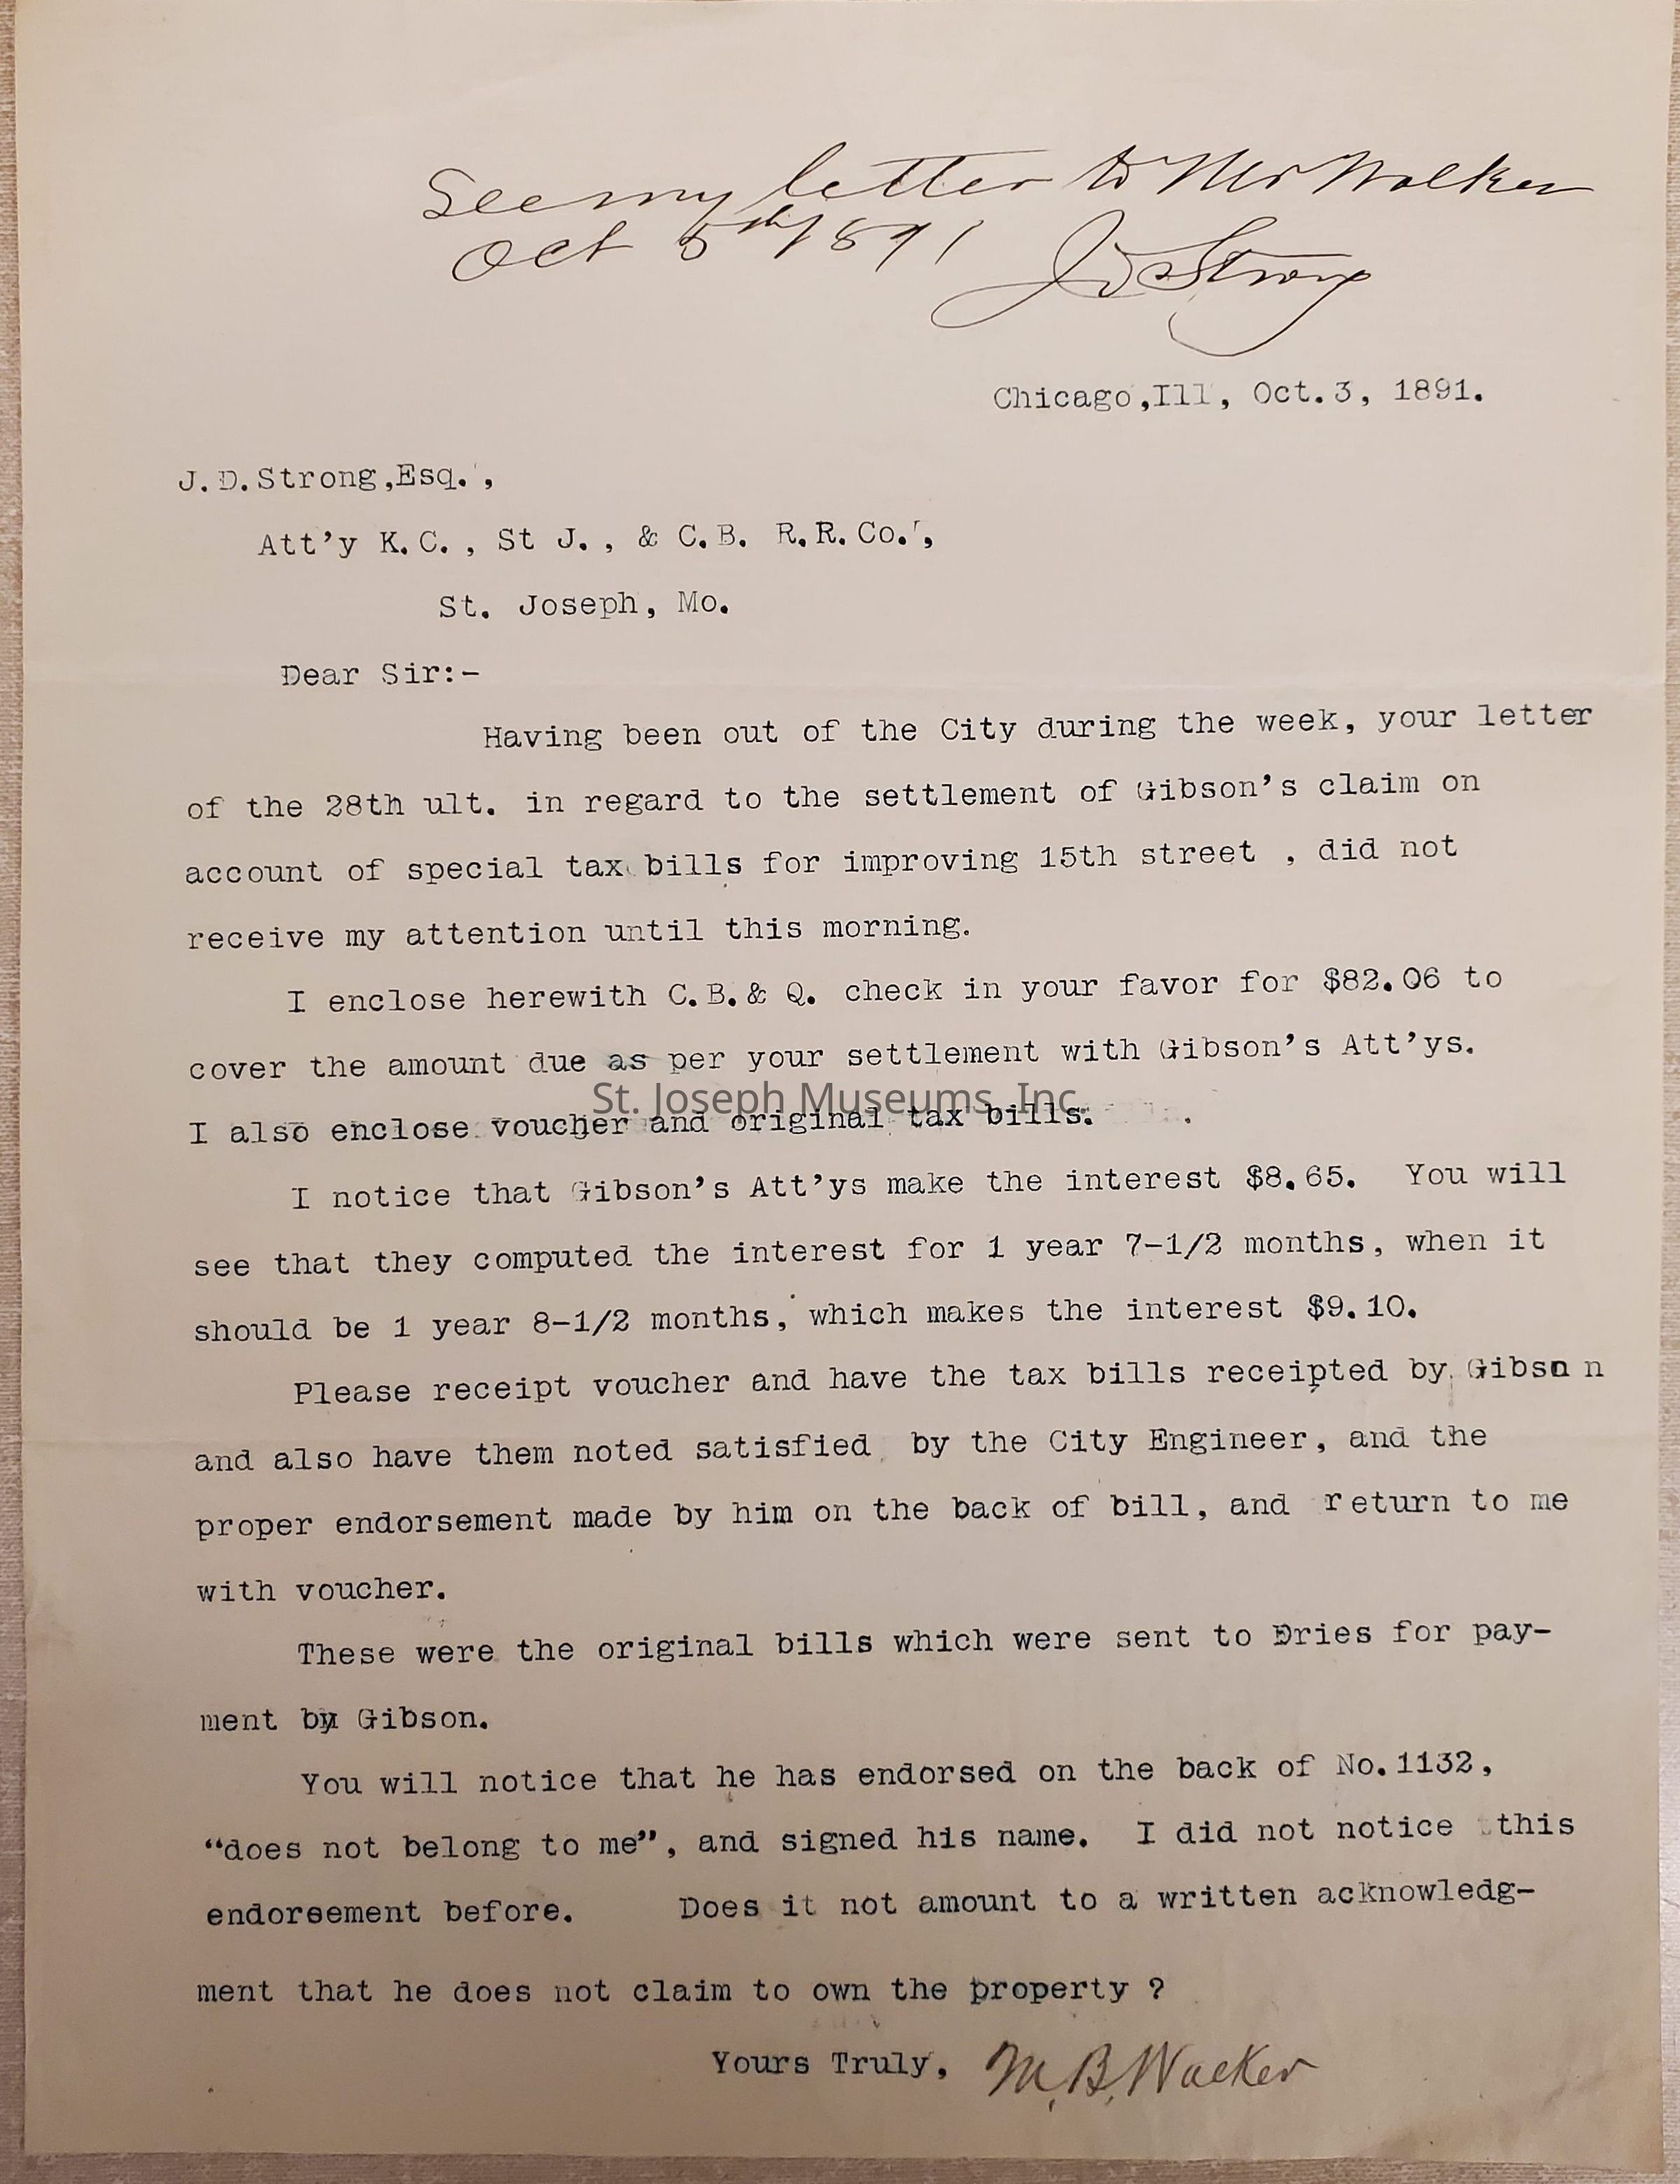 See my letter to Mr Walker
Oct 5th 1891 JD Strong
Chicago,Ill, Oct.3, 1891.
J.D.Strong,Esq.,
Att'y K.C., St J., & C.B. R.R.Co.,
St. Joseph, Mo.
Dear Sir:-
Having been out of the City during the week, your letter
of the 28th ult. in regard to the settlement of Gibson's claim on
account of special tax bills for improving 15th street , did not
receive my attention until this morning.
I enclose herewith C.B.& Q. check in your favor for $82.06 to
cover the amount due as per your settlement with Gibson's Att'ys.
St. Joseph Museums, Inc.
I also enclose voucher and original tax bills.
I notice that Gibson's Att'ys make the interest $8.65. You will
see that they computed the interest for 1 year 7-1/2 months, when it
should be 1 year 8-1/2 months, which makes the interest $9.10.
Please receipt voucher and have the tax bills receipted by Gibson
and also have them noted satisfied by the City Engineer, and the
proper endorsement made by him on the back of bill, and return to me
with voucher.
These were the original bills which were sent to Dries for pay-
ment by Gibson.
You will notice that he has endorsed on the back of No.1132,
“does not belong to me”, and signed his name. I did not notice this
endorsement before. Does it not amount to a written acknowledg-
ment that he does not claim to own the property ?
Yours Truly, M. B. Walker